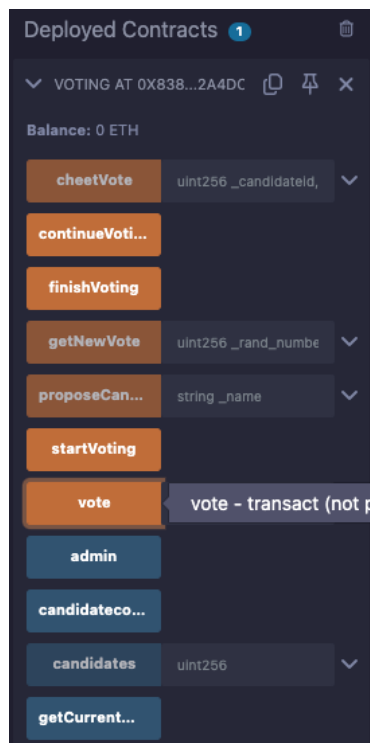 Deployed Contracts 1
VOTING AT 0X838...2A4DC
Balance: 0 ETH
cheetVote uint256 _candidateId,
continueVoti...
finishVoting
getNewVote uint256 _rand_numbe
proposeCan... string _name
startVoting
vote vote - transact (not p
admin
candidateco...
candidates uint256
getCurrent...